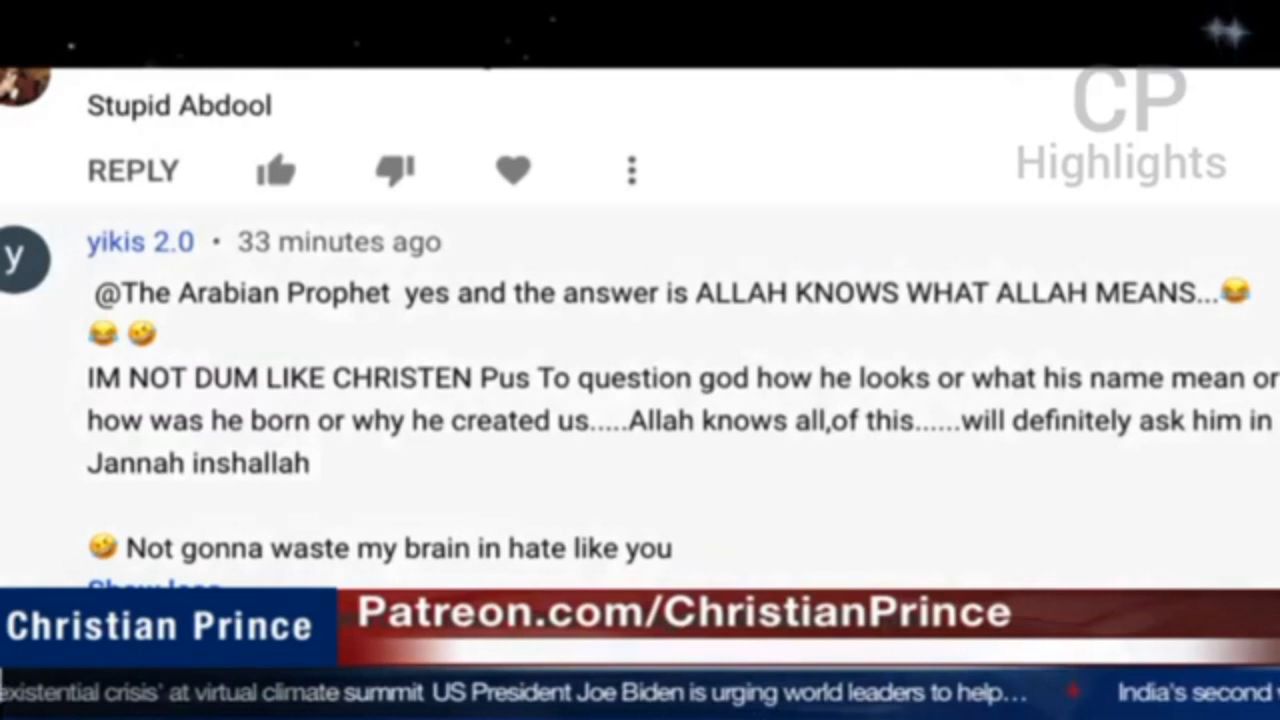 Stupid Abdool
CP
Highlights
REPLY
y
yikis 2.0 • 33 minutes ago
@The Arabian Prophet yes and the answer is ALLAH KNOWS WHAT ALLAH MEANS...😂
😂 🤣
IM NOT DUM LIKE CHRISTEN Pus To question god how he looks or what his name mean or
how was he born or why he created us.....Allah knows all,of this......will definitely ask him in
Jannah inshallah
🤣 Not gonna waste my brain in hate like you
Show less
Christian Prince
Patreon.com/ChristianPrince
existential crisis' at virtual climate summit US President Joe Biden is urging world leaders to help... India's second